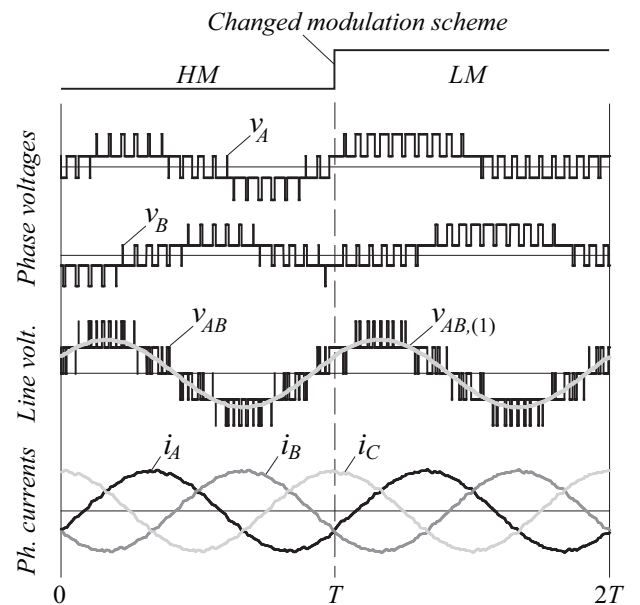 Changed modulation scheme
HM
LM
Phase voltages
v_A
v_B
Line volt.
v_AB
v_AB,(1)
Ph. currents
i_A
i_B
i_C
0
T
2T